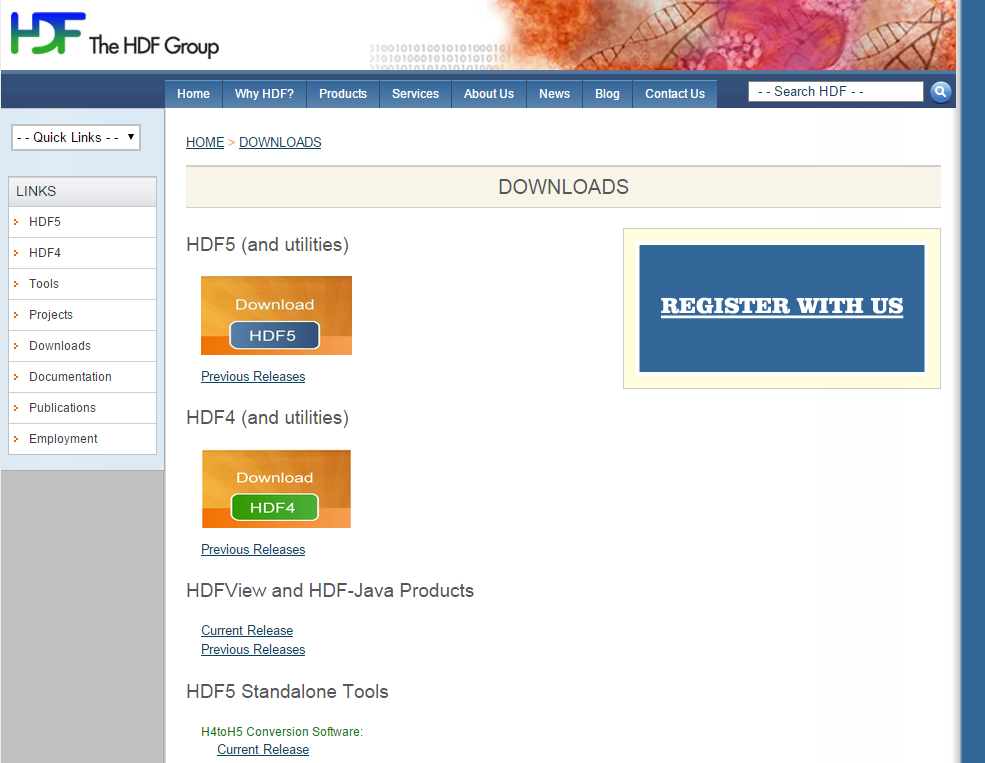 HDF The HDF Group
Home Why HDF? Products Services About Us News Blog Contact Us - - Search HDF - -
- - Quick Links - -
LINKS
HDF5
HDF4
Tools
Projects
Downloads
Documentation
Publications
Employment
HOME > DOWNLOADS
DOWNLOADS
HDF5 (and utilities)
Download
HDF5
Previous Releases
REGISTER WITH US
HDF4 (and utilities)
Download
HDF4
Previous Releases
HDFView and HDF-Java Products
Current Release
Previous Releases
HDF5 Standalone Tools
H4toH5 Conversion Software:
Current Release